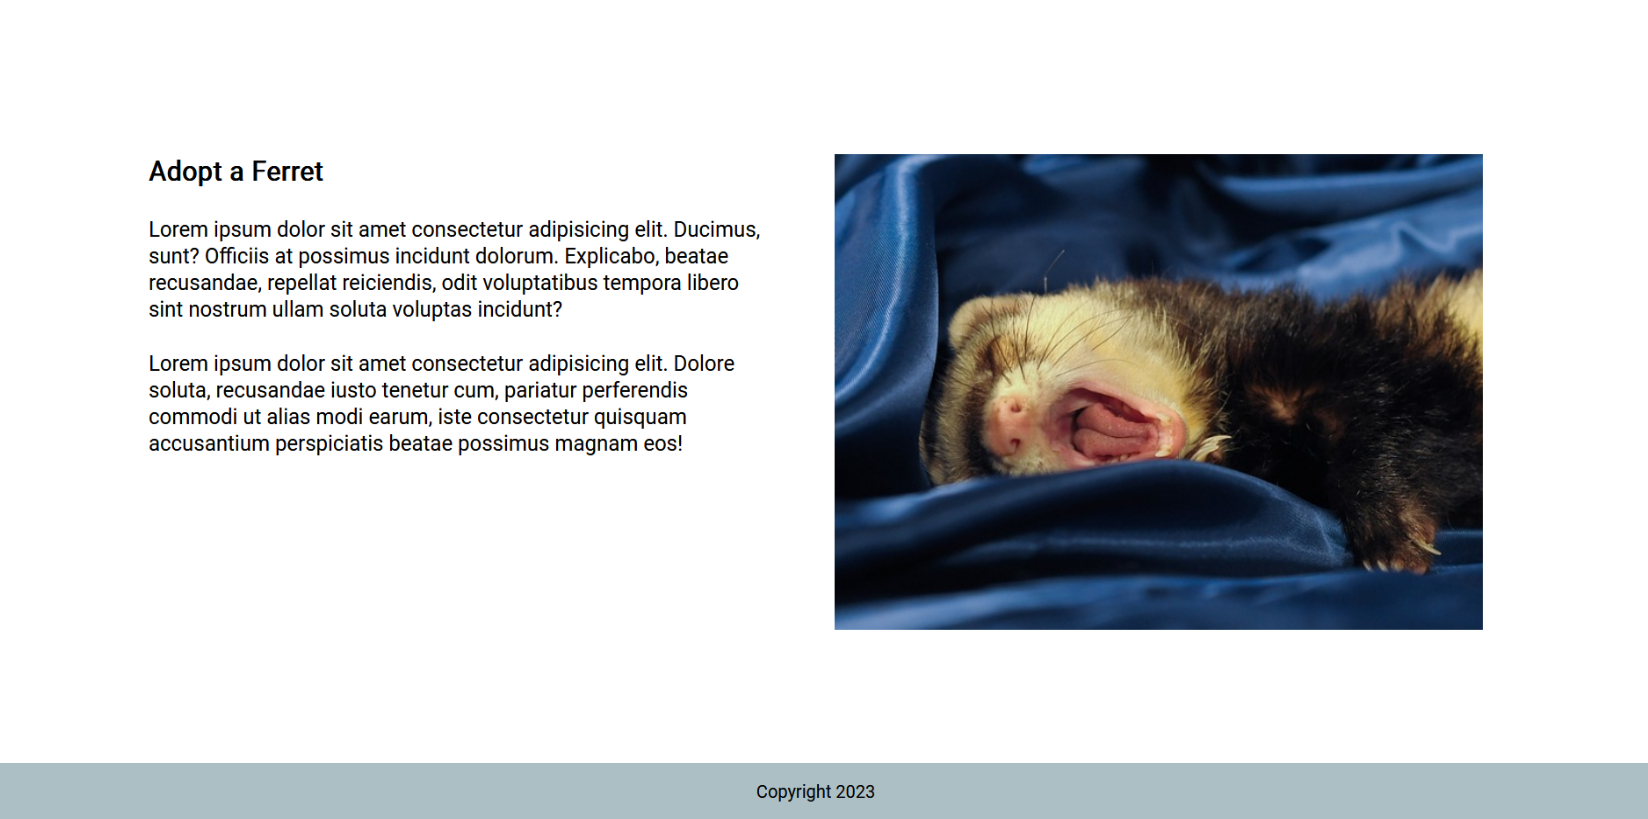 Adopt a Ferret
Lorem ipsum dolor sit amet consectetur adipisicing elit. Ducimus,
sunt? Officiis at possimus incidunt dolorum. Explicabo, beatae
recusandae, repellat reiciendis, odit voluptatibus tempora libero
sint nostrum ullam soluta voluptas incidunt?
Lorem ipsum dolor sit amet consectetur adipisicing elit. Dolore
soluta, recusandae iusto tenetur cum, pariatur perferendis
commodi ut alias modi earum, iste consectetur quisquam
accusantium perspiciatis beatae possimus magnam eos!
Copyright 2023